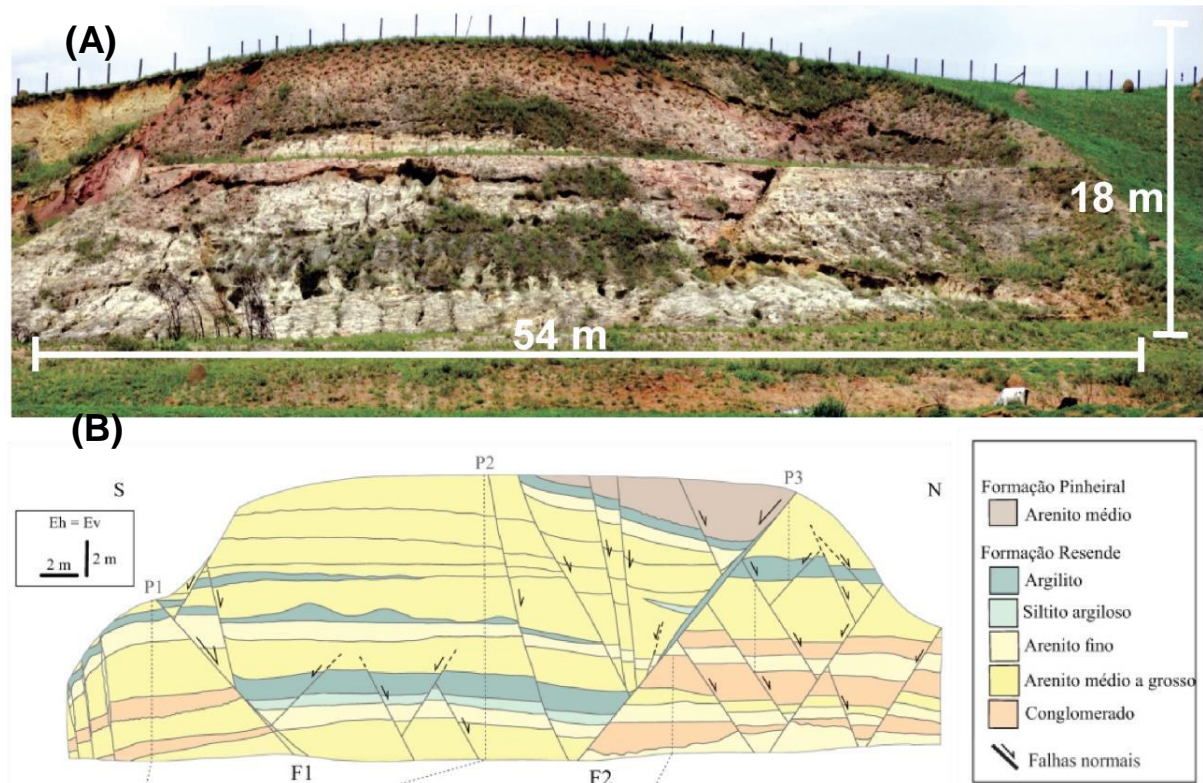 (A)
18 m
54 m
(B)
S
P2
P3
N
Eh = Ev
2 m
2 m
P1
F1
F2
Formação Pinheiral
Arenito médio
Formação Resende
Argilito
Siltito argiloso
Arenito fino
Arenito médio a grosso
Conglomerado
Falhas normais